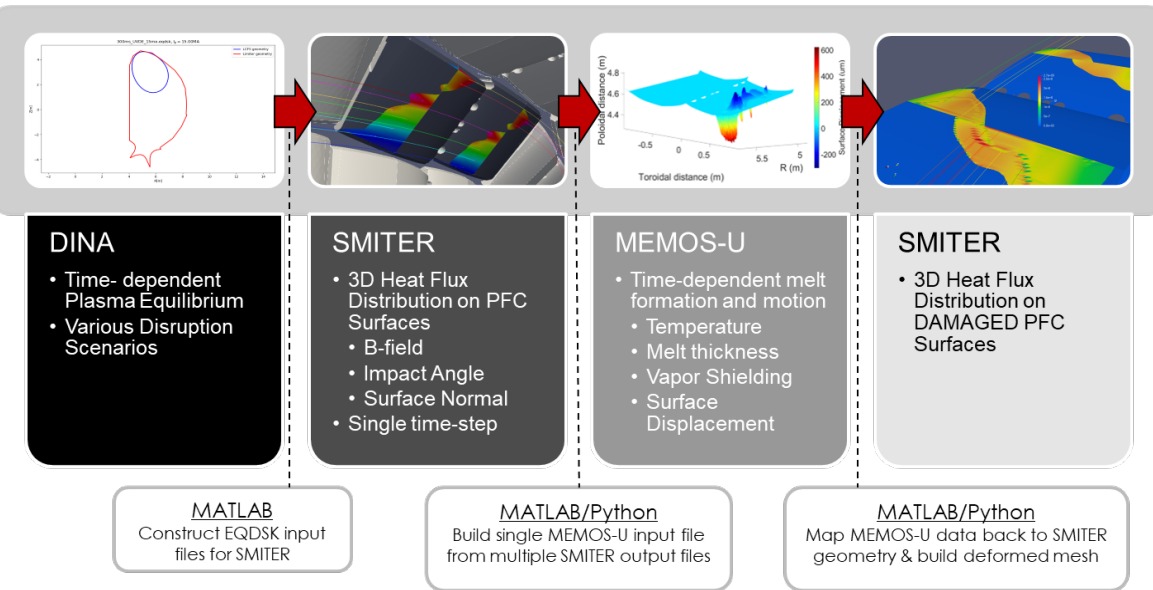 600
400
200
0
-200
4.8
4.6
4.4
Poloidal distance (m)
-0.5
0
0.5
5.5
5
R (m)
Toroidal distance (m)
DINA
• Time- dependent
Plasma Equilibrium
• Various Disruption
Scenarios
SMITER
• 3D Heat Flux
Distribution on PFC
Surfaces
• B-field
• Impact Angle
• Surface Normal
• Single time-step
MEMOS-U
• Time-dependent melt
formation and motion
• Temperature
• Melt thickness
• Vapor Shielding
• Surface
Displacement
SMITER
• 3D Heat Flux
Distribution on
DAMAGED PFC
Surfaces
MATLAB
Construct EQDSK input
files for SMITER
MATLAB/Python
Build single MEMOS-U input file
from multiple SMITER output files
MATLAB/Python
Map MEMOS-U data back to SMITER
geometry & build deformed mesh